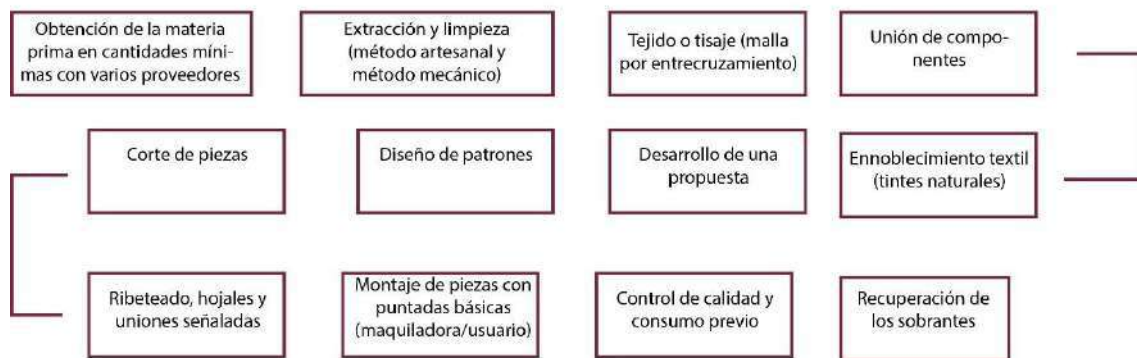 Obtención de la materia
prima en cantidades míni-
mas con varios proveedores
Extracción y limpieza
(método artesanal y
método mecánico)
Tejido o tisaje (malla
por entrecruzamiento)
Unión de compo-
nentes
Corte de piezas
Diseño de patrones
Desarrollo de una
propuesta
Ennoblecimiento textil
(tintes naturales)
Ribeteado, hojales y
uniones señaladas
Montaje de piezas con
puntadas básicas
(maquiladora/usuario)
Control de calidad y
consumo previo
Recuperación de
los sobrantes